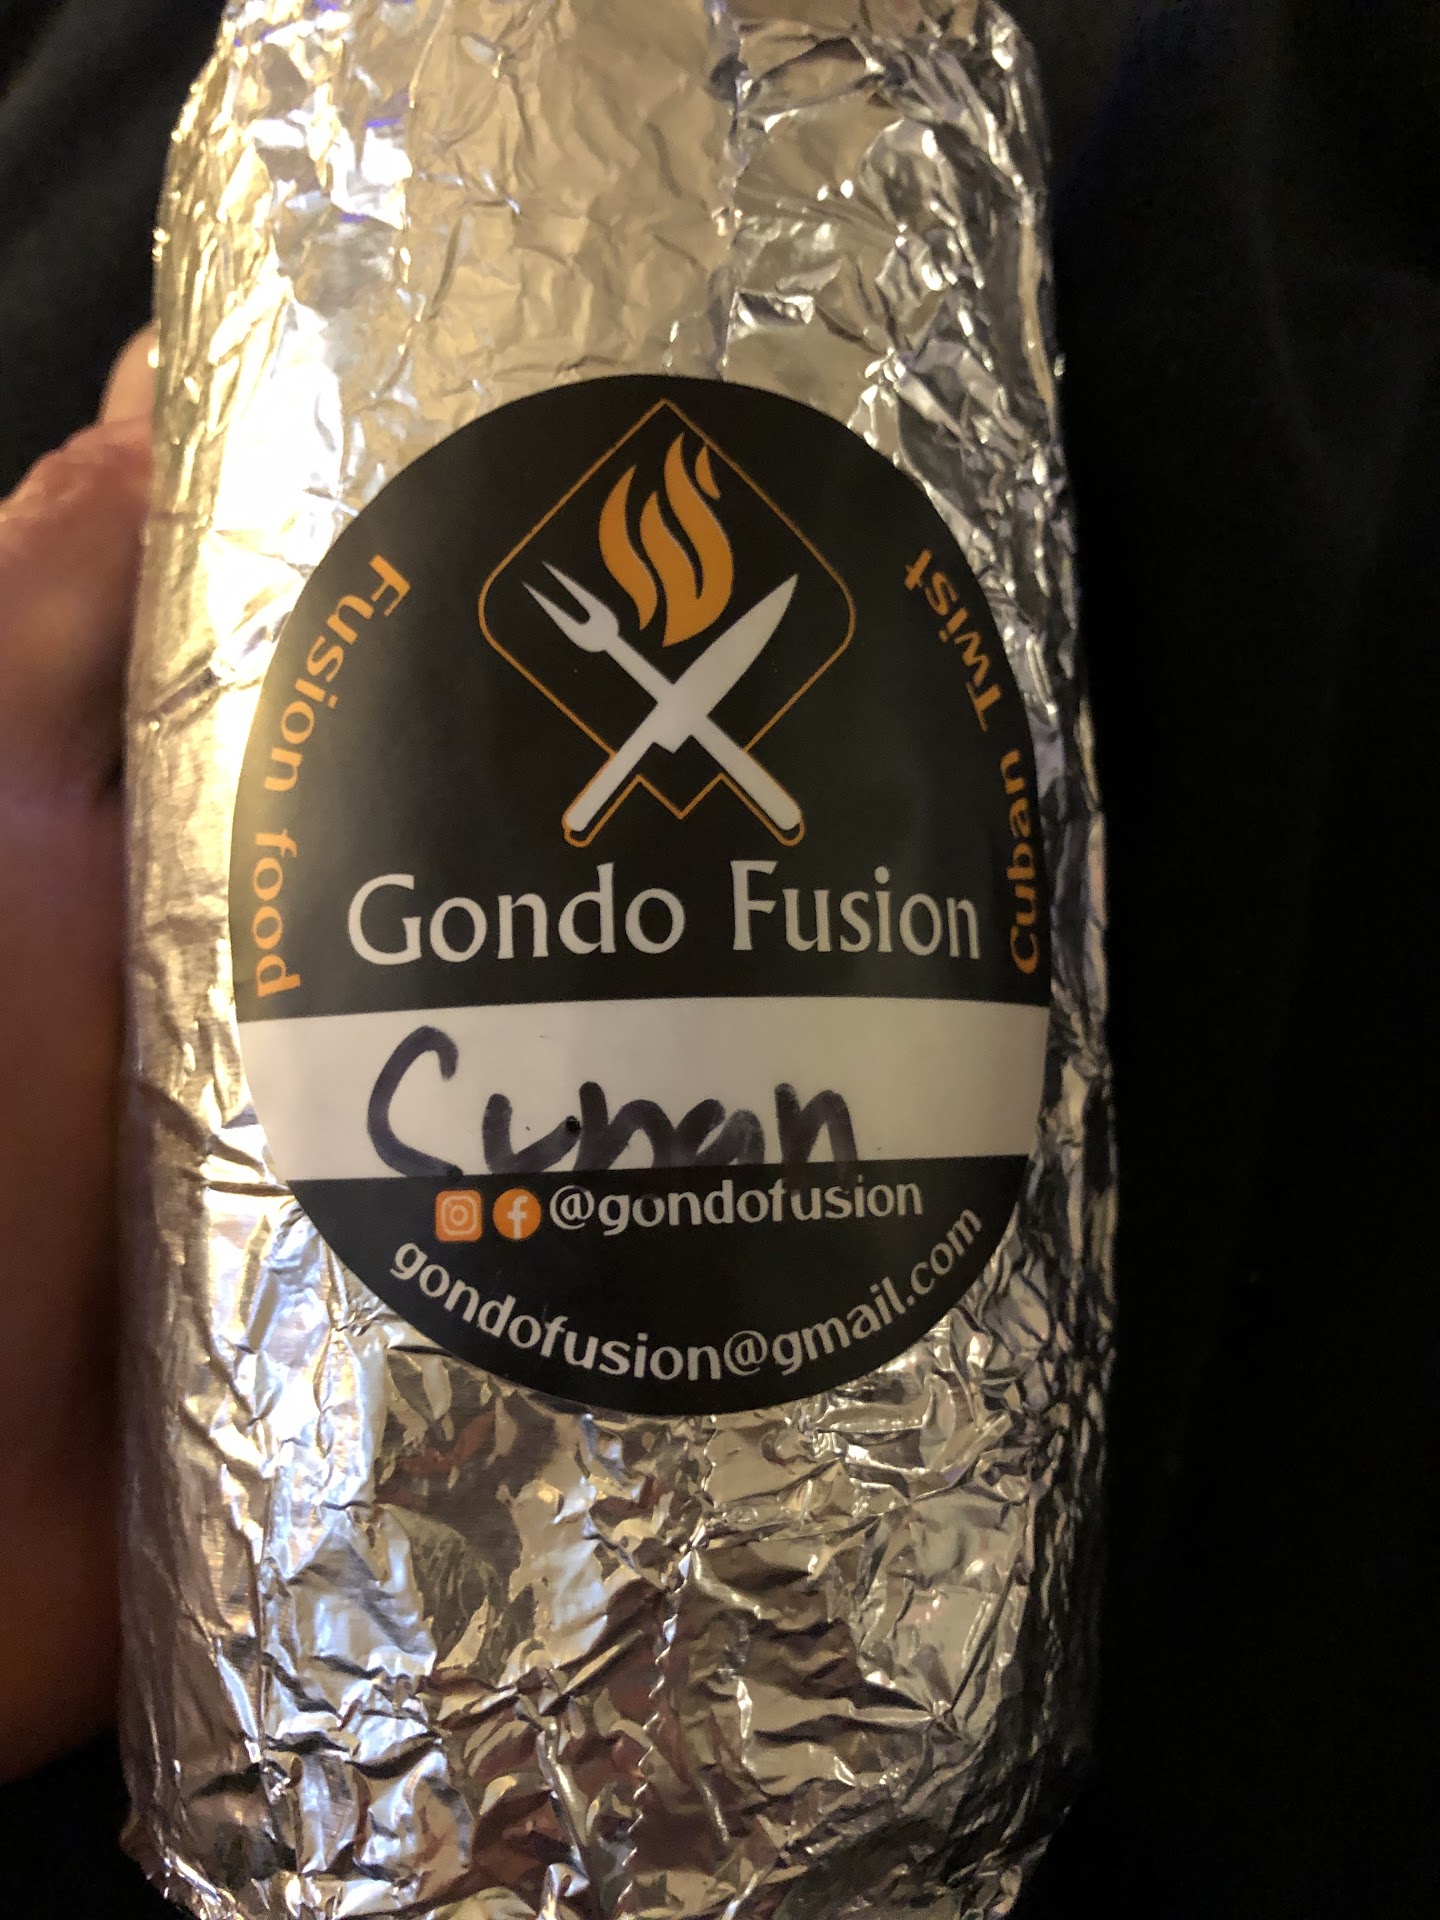 Fusion food
Cuban Twist
Gondo Fusion
Cuban
@gondofusion
gondofusion@gmail.com